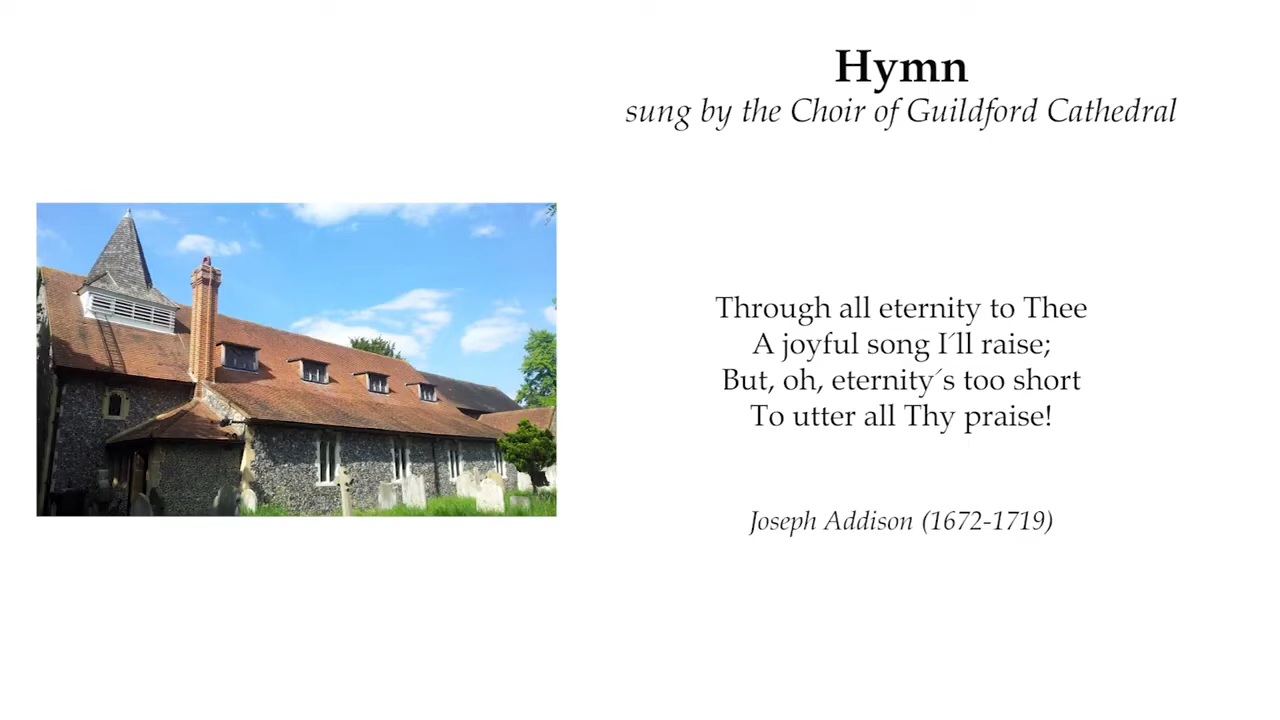 Hymn
sung by the Choir of Guildford Cathedral
Through all eternity to Thee
A joyful song I´ll raise;
But, oh, eternity´s too short
To utter all Thy praise!
Joseph Addison (1672-1719)